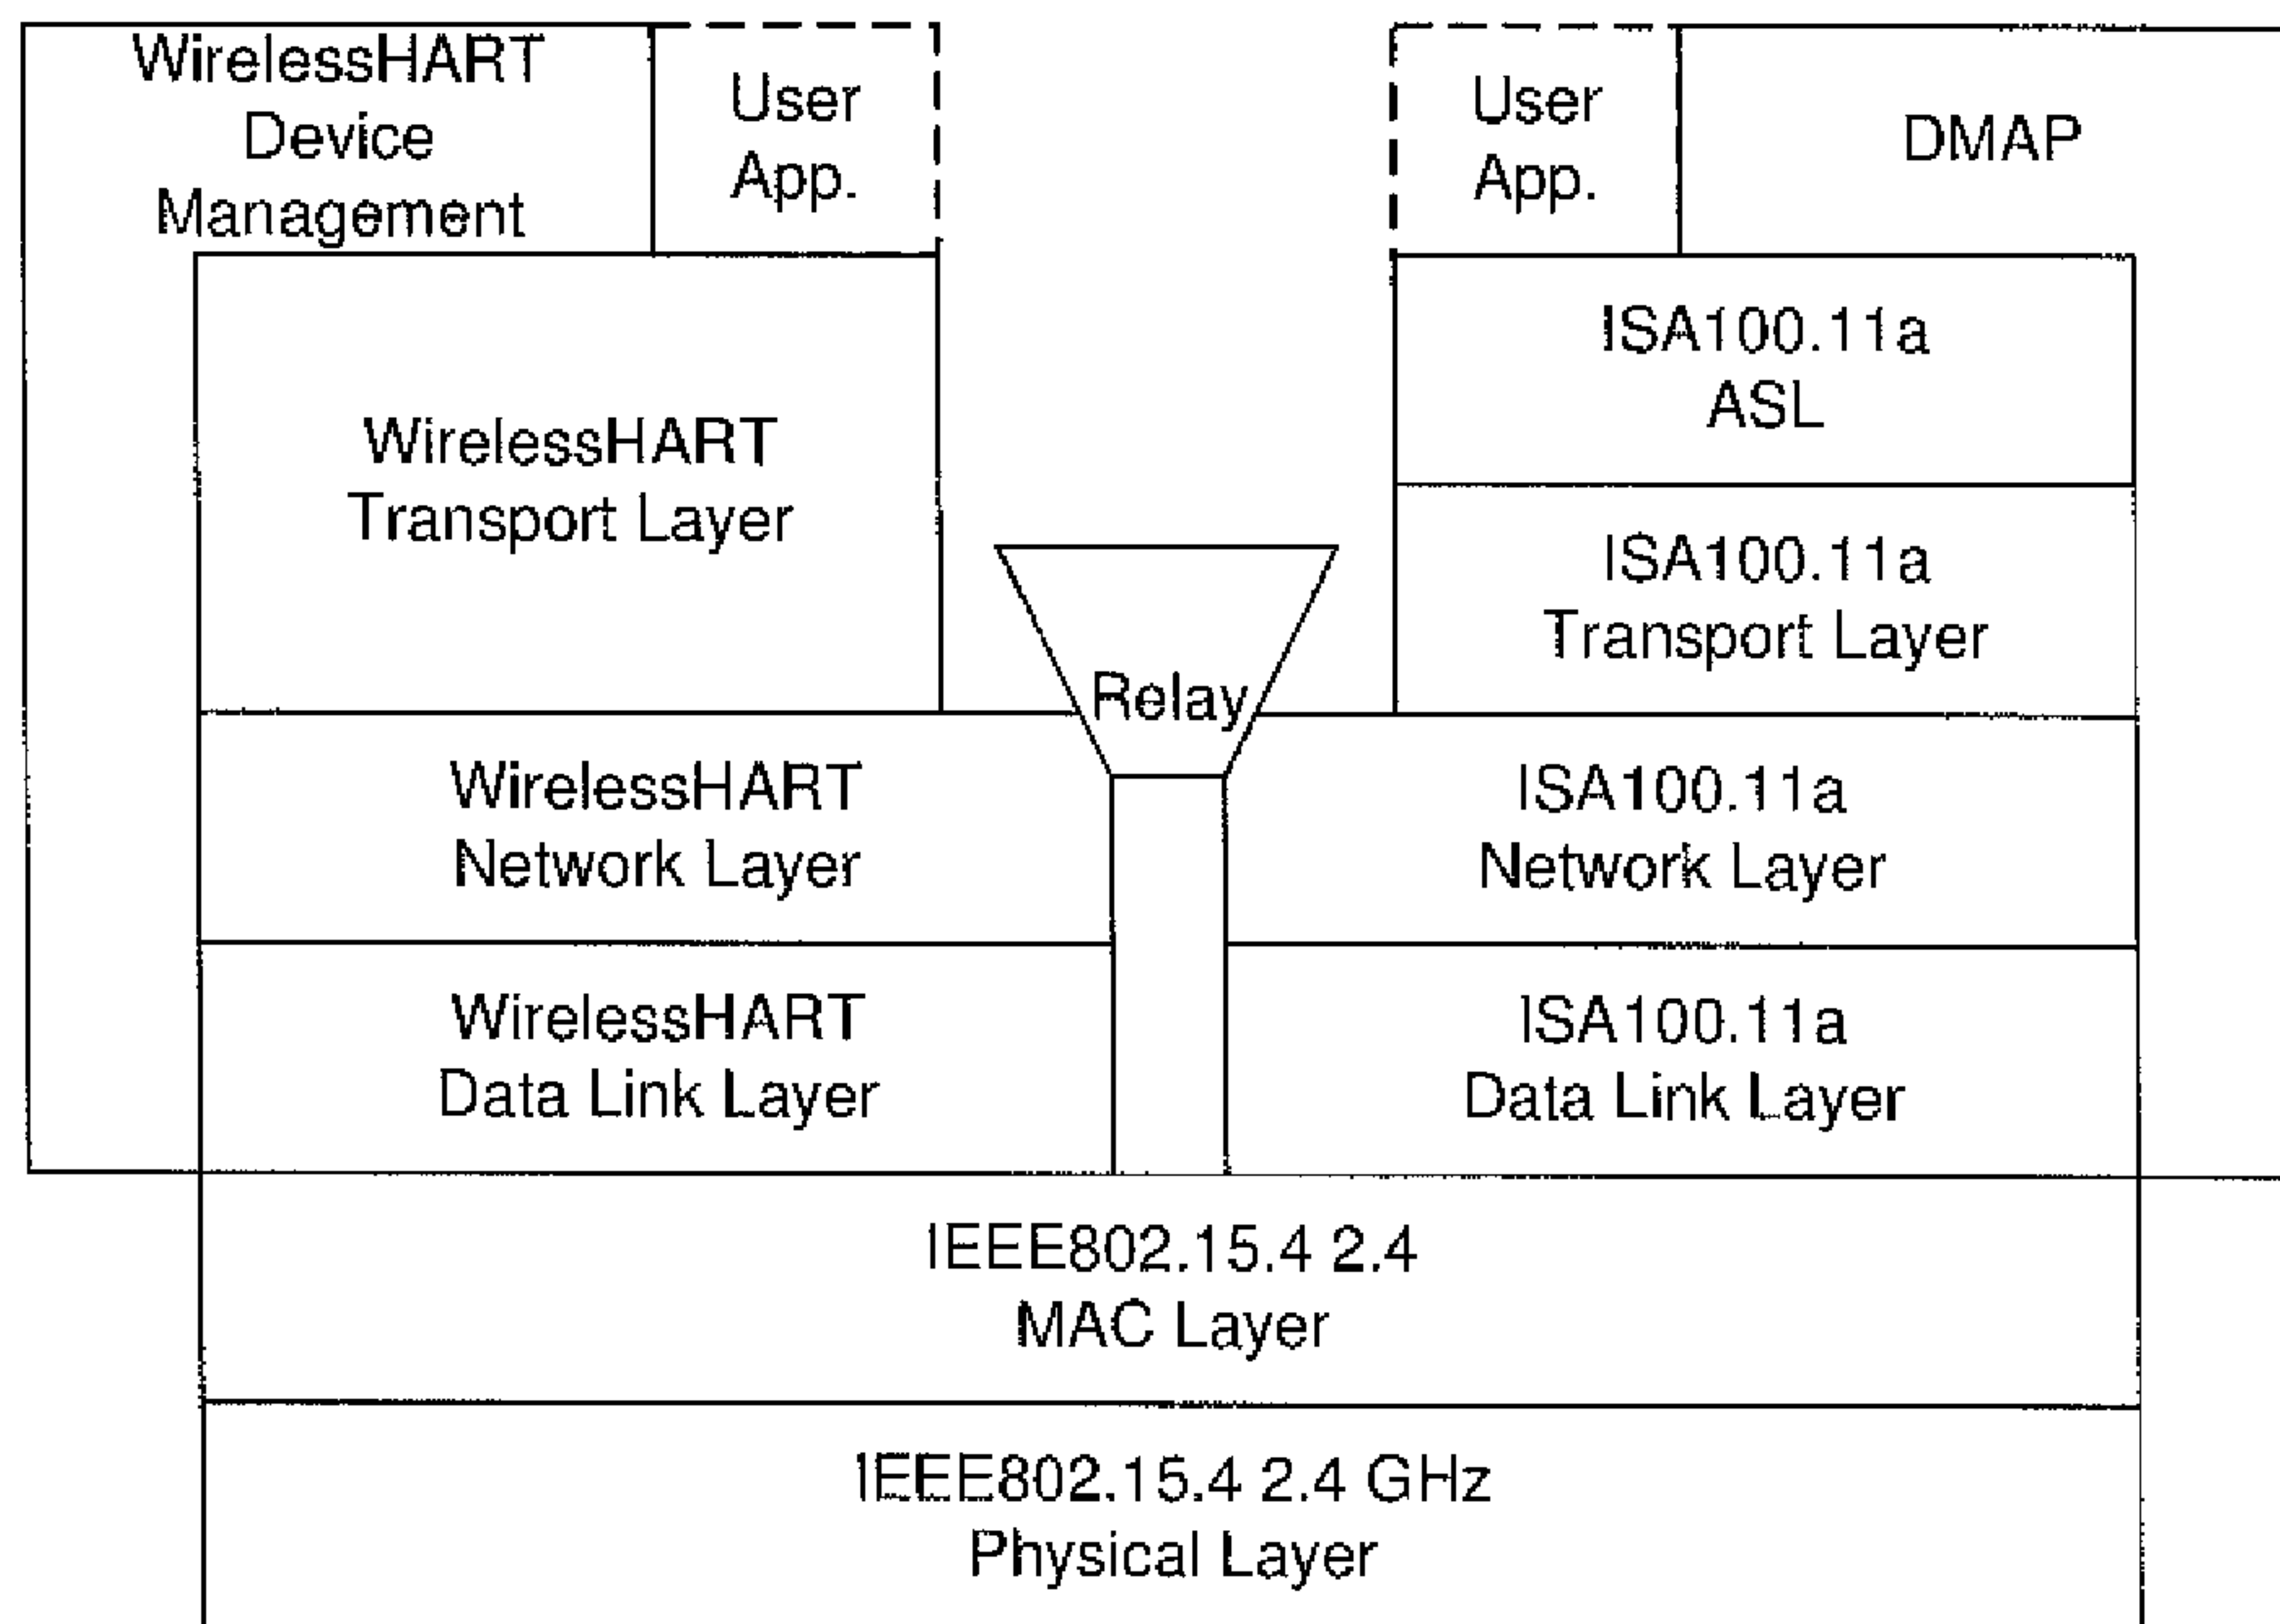 WirelessHART
Device
Management
User
App.
User
App.
DMAP
WirelessHART
Transport Layer
ISA100.11a
ASL
ISA100.11a
Transport Layer
Relay
WirelessHART
Network Layer
ISA100.11a
Network Layer
WirelessHART
Data Link Layer
ISA100.11a
Data Link Layer
IEEE802.15.4 2.4
MAC Layer
IEEE802.15.4 2.4 GHz
Physical Layer